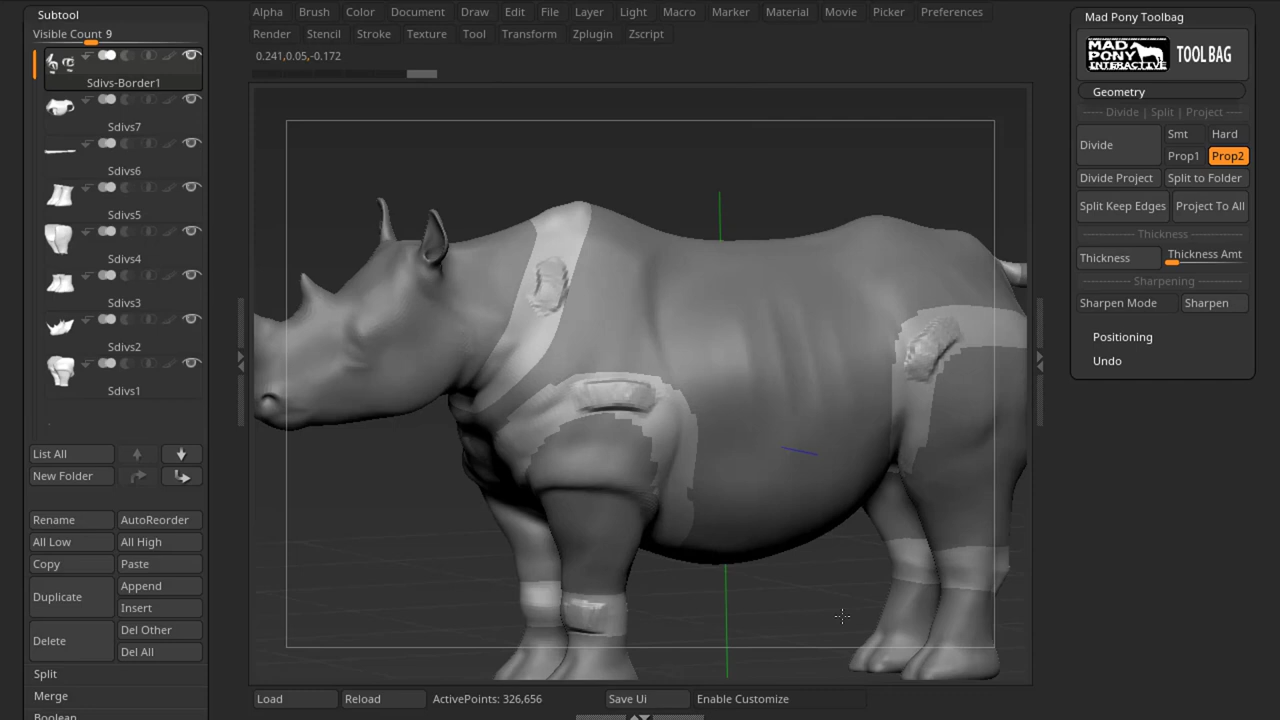 Subtool
Visible Count 9
Sdivs-Border1
Sdivs7
Sdivs6
Sdivs5
Sdivs4
Sdivs3
Sdivs2
Sdivs1
List All
New Folder
Rename AutoReorder
All Low All High
Copy Paste
Duplicate Append
Insert
Delete Del Other
Del All
Split
Merge
Boolean
Alpha Brush Color Document Draw Edit File Layer Light Macro Marker Material Movie Picker Preferences
Render Stencil Stroke Texture Tool Transform Zplugin Zscript
0.241,0.05,-0.172
Load Reload ActivePoints: 326,656 Save Ui Enable Customize
Mad Pony Toolbag
MAD PONY INTERACTIVE TOOL BAG
Geometry
Divide | Split | Project
Divide Smt Hard
Prop1 Prop2
Divide Project Split to Folder
Split Keep Edges Project To All
Thickness
Thickness Thickness Amt
Sharpening
Sharpen Mode Sharpen
Positioning
Undo